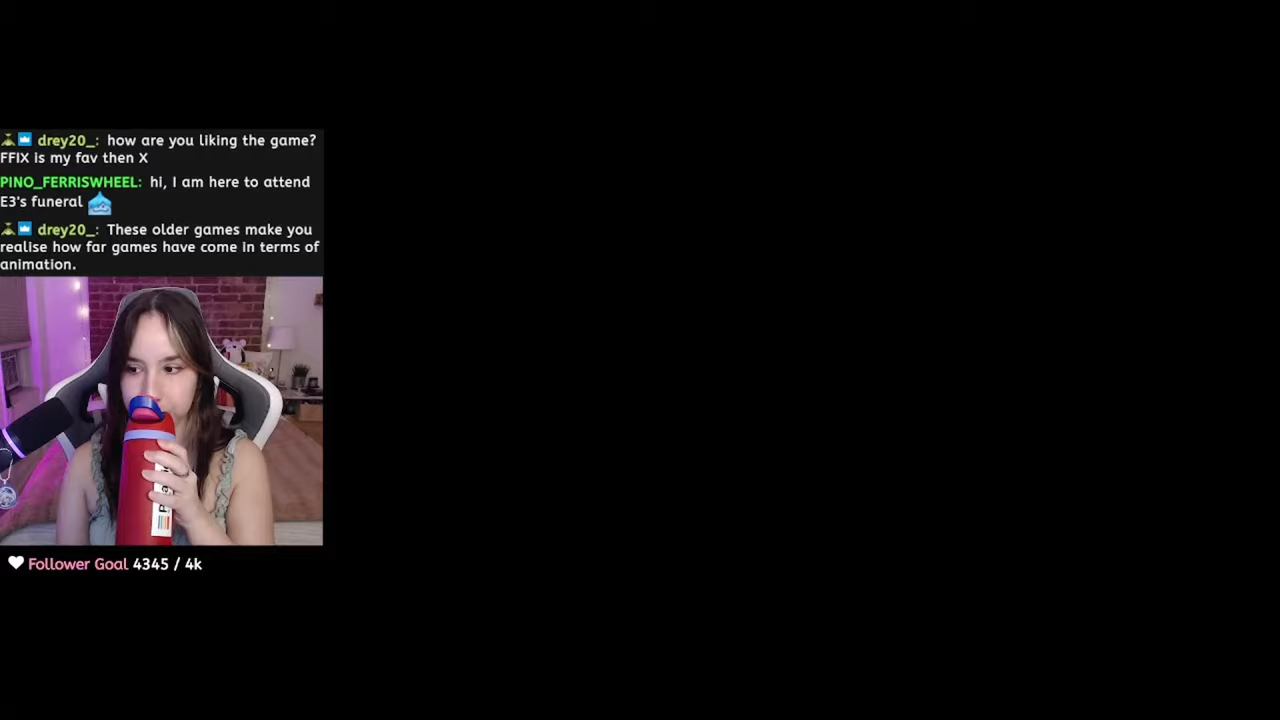 drey20_: how are you liking the game?
FFIX is my fav then X
PINO_FERRISWHEEL: hi, I am here to attend
E3's funeral
drey20_: These older games make you
realise how far games have come in terms of
animation.
Follower Goal 4345 / 4k